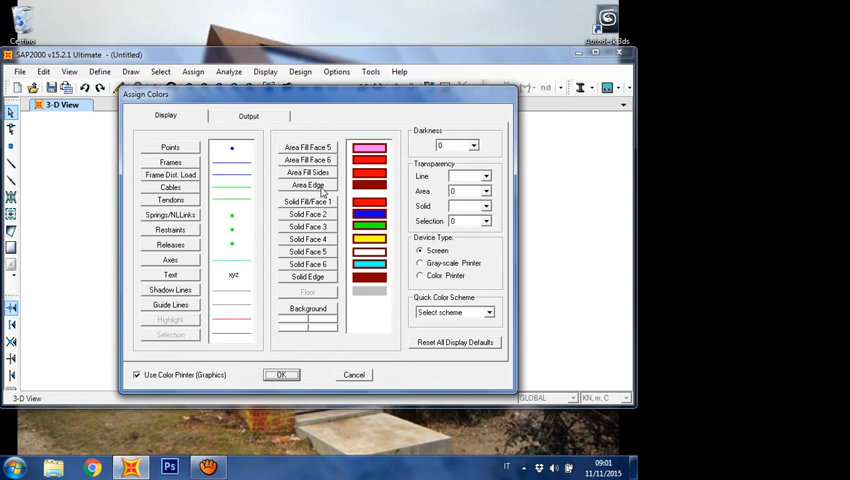 Cestino
Autodesk 3ds
SAP2000 v15.2.1 Ultimate - (Untitled)
File Edit View Define Draw Select Assign Analyze Display Design Options Tools Help
nd
3-D View
Assign Colors
Display
Output
Points
Frames
Frame Dist. Load
Cables
Tendons
Springs/NLLinks
Restraints
Releases
Axes
Text
xyz
Shadow Lines
Guide Lines
Highlight
Selection
Area Fill Face 5
Area Fill Face 6
Area Fill Sides
Area Edge
Solid Fill/Face 1
Solid Face 2
Solid Face 3
Solid Face 4
Solid Face 5
Solid Face 6
Solid Edge
Floor
Background
Darkness
0
Transparency
Line
Area 0
Solid
Selection 0
Device Type:
Screen
Gray-scale Printer
Color Printer
Quick Color Scheme
Select scheme
Reset All Display Defaults
Use Color Printer (Graphics)
OK
Cancel
3-D View
GLOBAL
KN, m, C
Ps
IT
09:01
11/11/2015